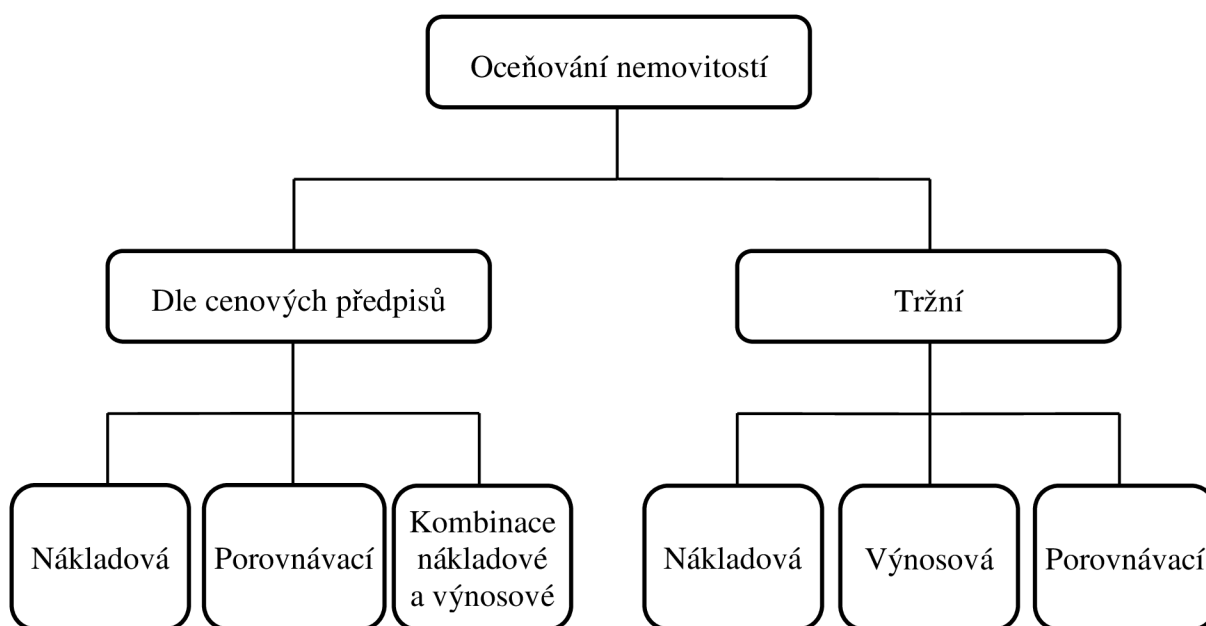 Oceňování nemovitostí
Dle cenových předpisů
Tržní
Nákladová
Porovnávací
Kombinace
nákladové
a výnosové
Nákladová
Výnosová
Porovnávací